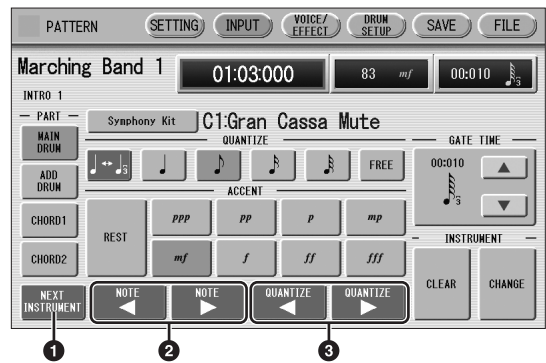 PATTERN SETTING INPUT VOICE/ EFFECT DRUM SETUP SAVE FILE
Marching Band 1 01:03:000 83 mf 00:010 3
INTRO 1
PART Symphony Kit C1:Gran Cassa Mute
MAIN DRUM QUANTIZE GATE TIME
3 FREE 00:010
ADD DRUM ACCENT 3
CHORD1 REST ppp pp p mp
INSTRUMENT
CHORD2 mf f ff fff CLEAR CHANGE
NEXT INSTRUMENT NOTE NOTE QUANTIZE QUANTIZE
1 2 3